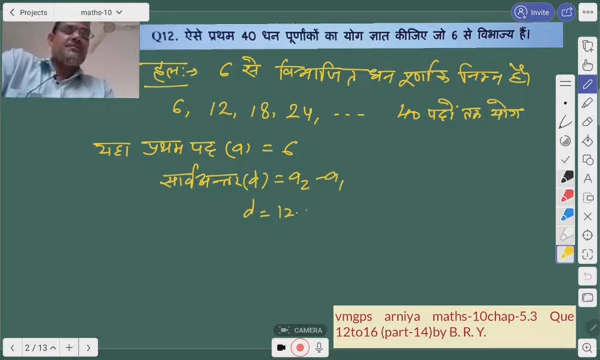 Projects
maths-10
Invite
Q12. ऐसे प्रथम 40 धन पूर्णांकों का योग ज्ञात कीजिए जो 6 से विभाज्य हैं।
हल:→ 6 से विभाजित धन पूर्णांक निम्न हैं।
6, 12, 18, 24, --- 40 पदों तक योग
यहा प्रथम पद (a) = 6
सार्वअन्तर (d) = a₂ - a₁
d = 12.
CAMERA
2 / 13
vmgps arniya maths-10chap-5.3 Que
12to16 (part-14)by B. R. Y.